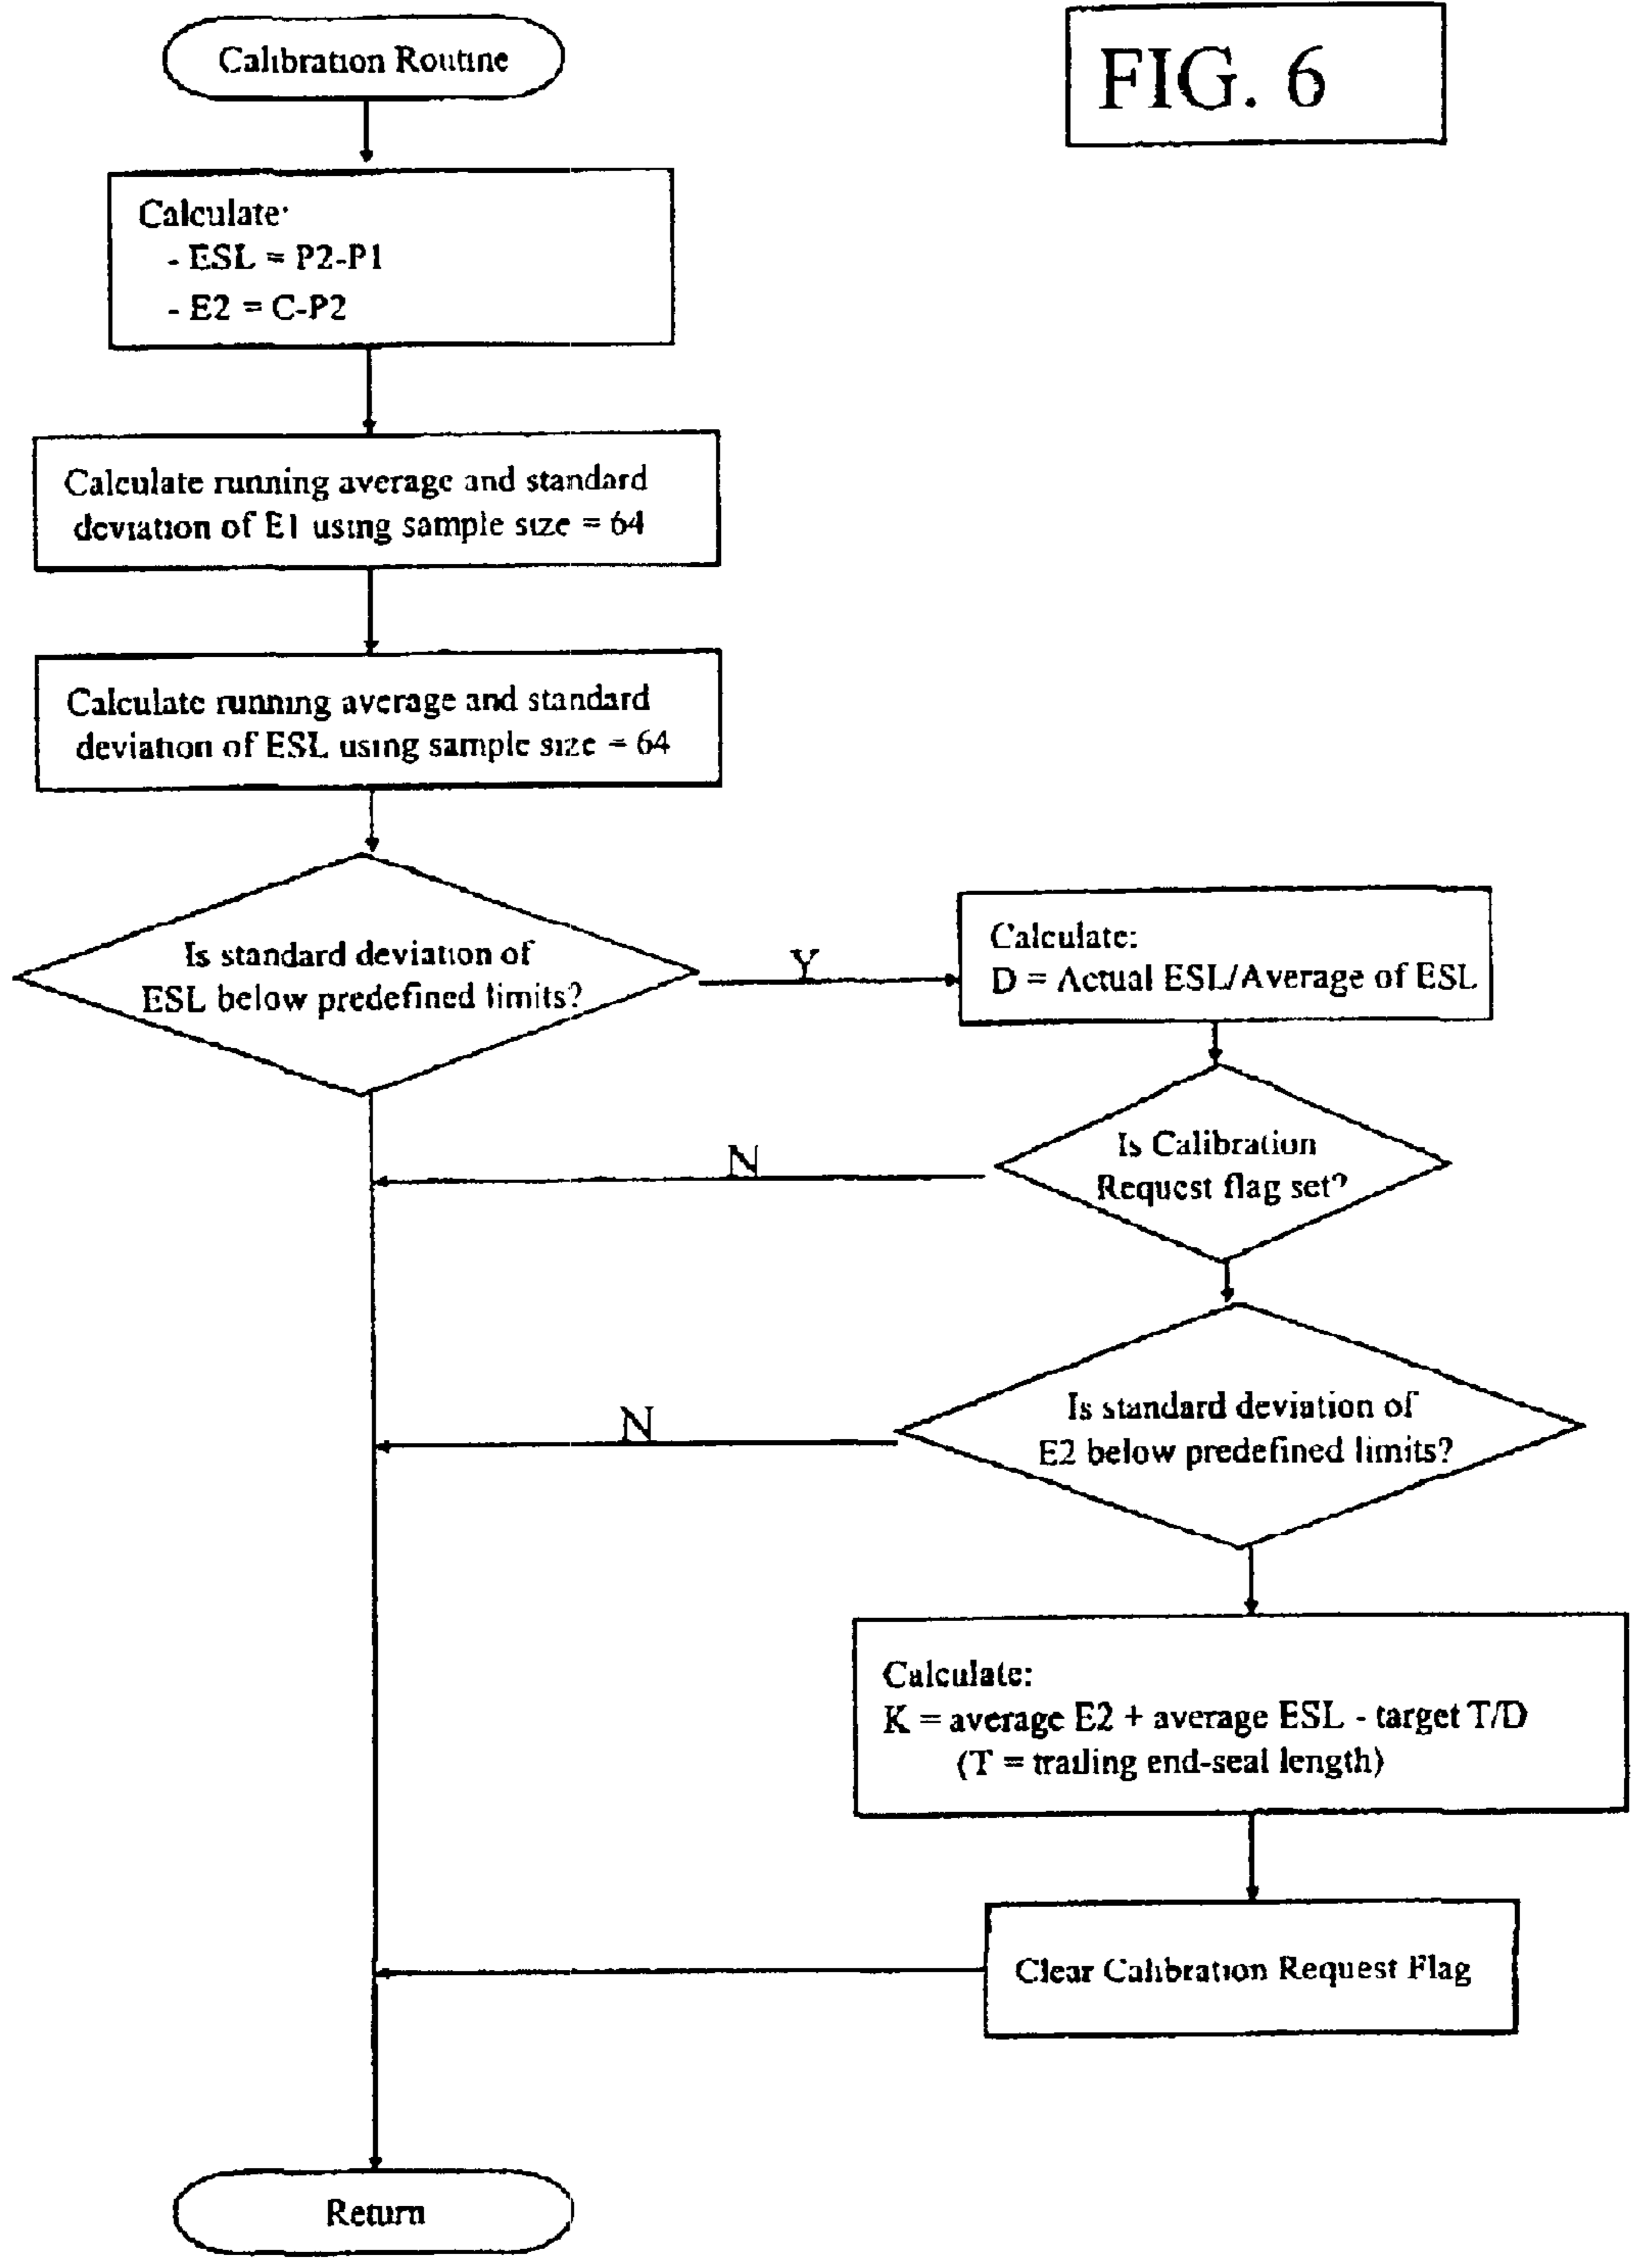 Calibration Routine
FIG. 6
Calculate:
- ESL = P2-P1
- E2 = C-P2
Calculate running average and standard
deviation of E1 using sample size = 64
Calculate running average and standard
deviation of ESL using sample size = 64
Is standard deviation of
ESL below predefined limits?
Y
Calculate:
D = Actual ESL/Average of ESL
Is Calibration
Request flag set?
N
Is standard deviation of
E2 below predefined limits?
N
Calculate:
K = average E2 + average ESL - target T/D
(T = trailing end-seal length)
Clear Calibration Request Flag
Return